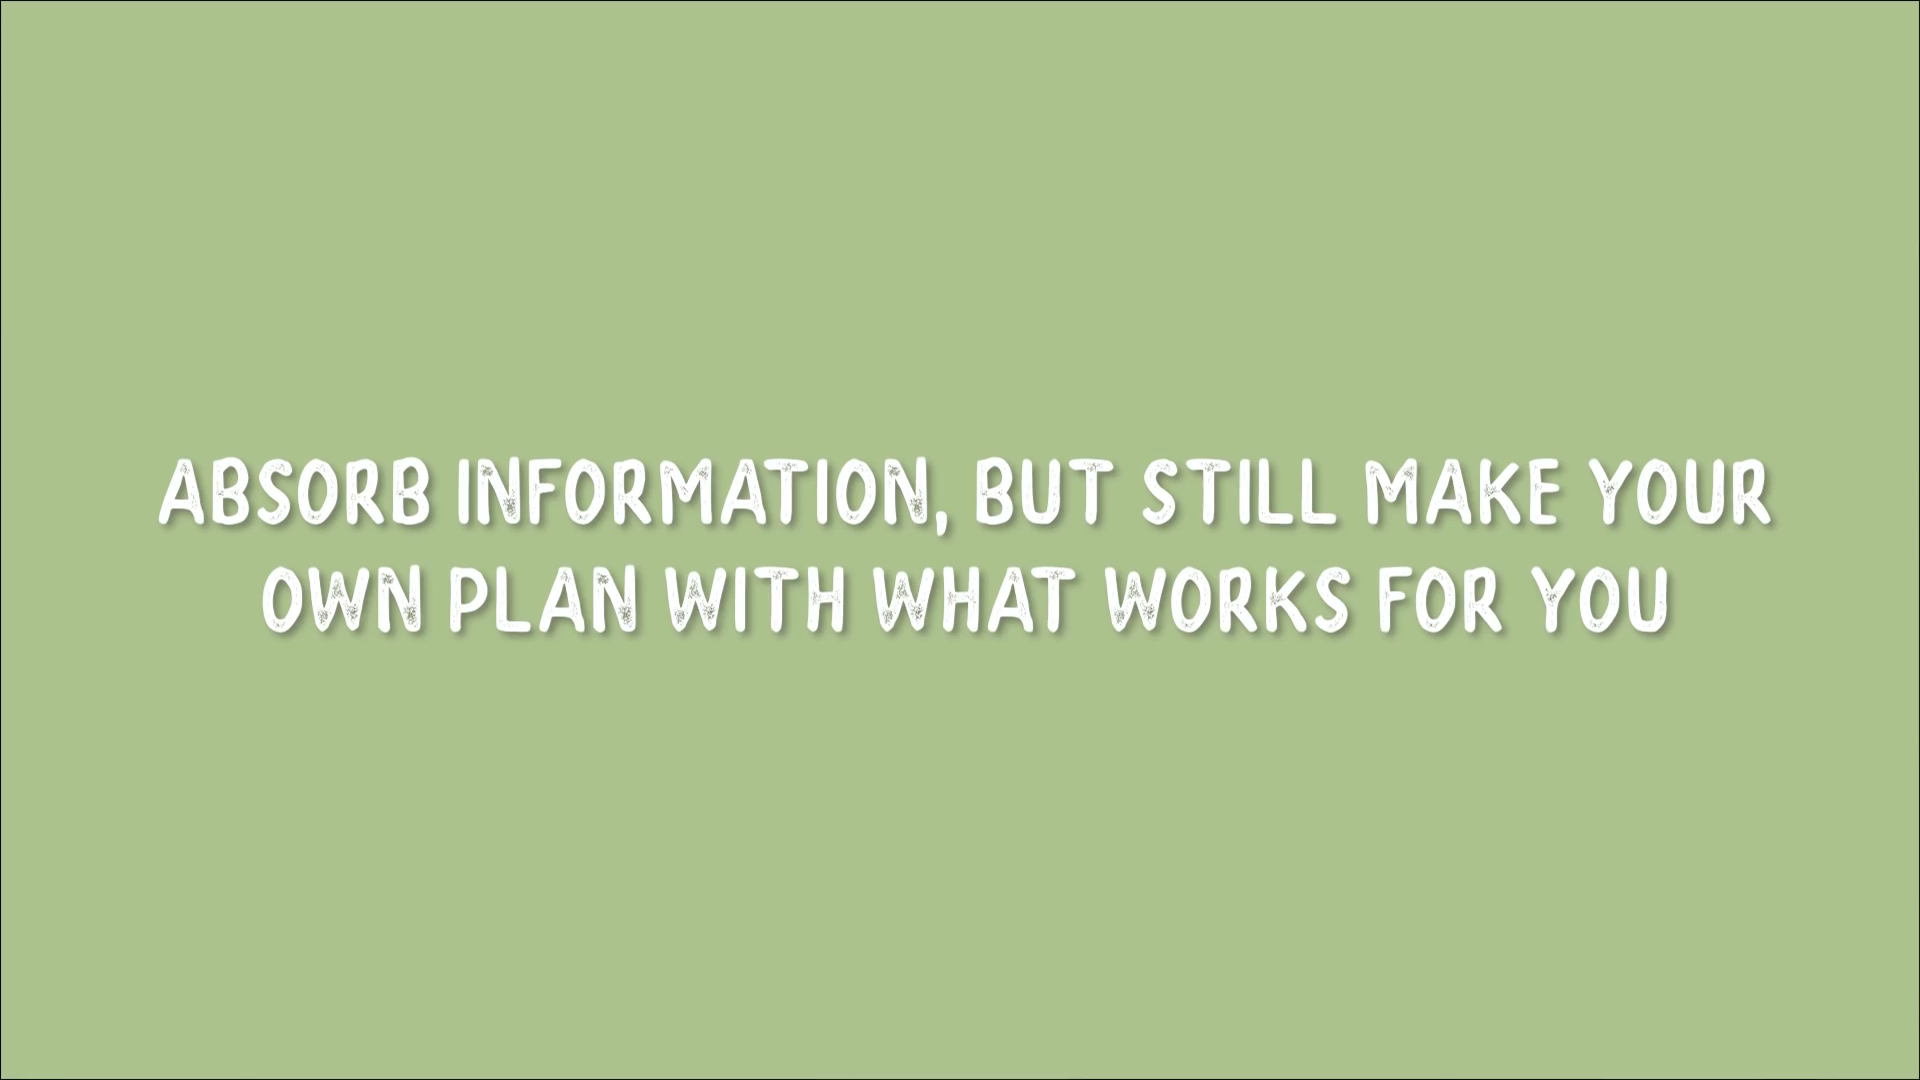 ABSORB INFORMATION, BUT STILL MAKE YOUR
OWN PLAN WITH WHAT WORKS FOR YOU